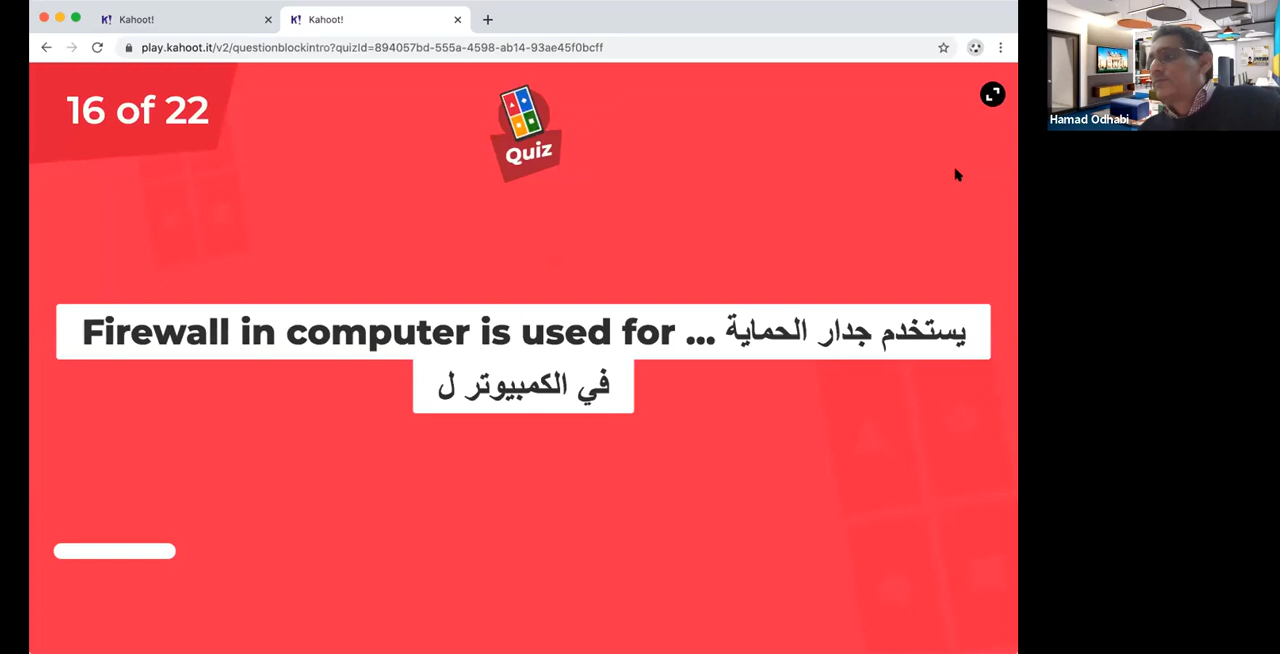 Kahoot!
Kahoot!
play.kahoot.it/v2/questionblockintro?quizId=894057bd-555a-4598-ab14-93ae45f0bcff
16 of 22
Quiz
Hamad Odhabi
Firewall in computer is used for ... يستخدم جدار الحماية
في الكمبيوتر ل